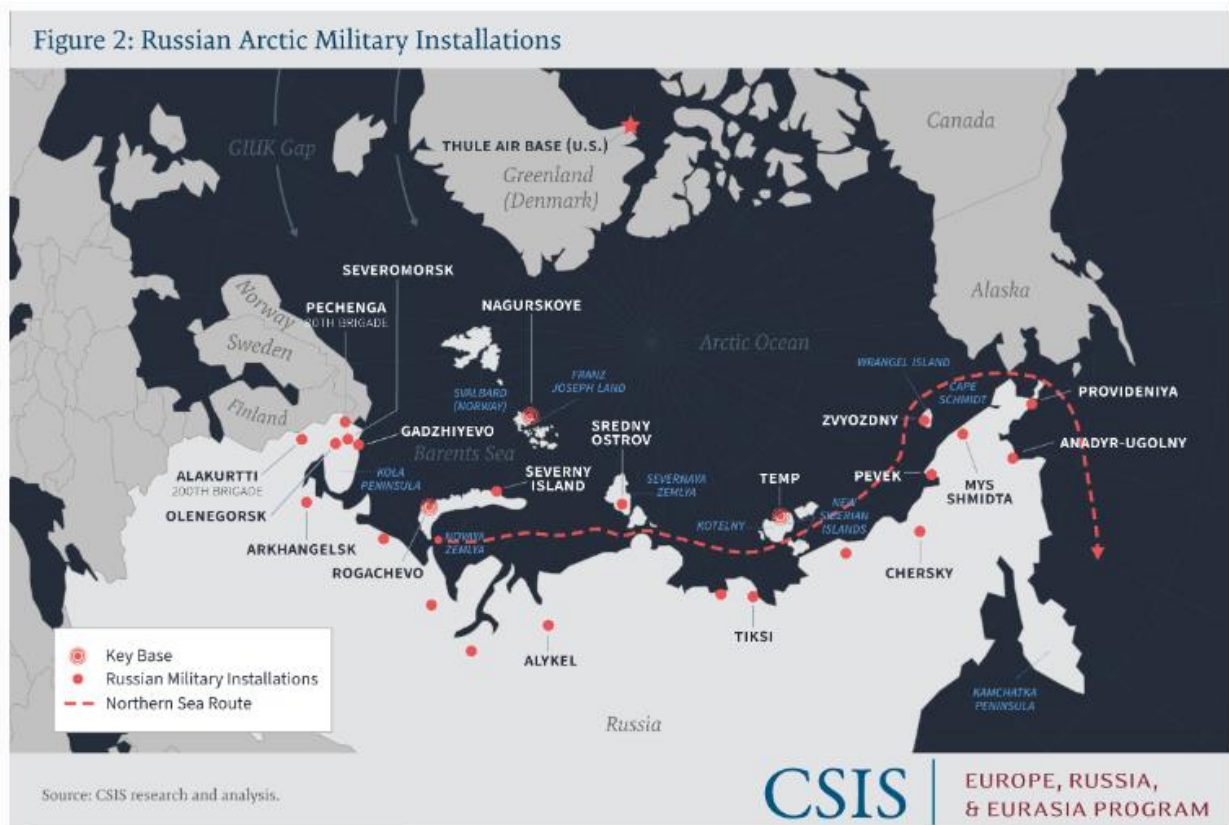 Figure 2: Russian Arctic Military Installations
GIUK Gap
THULE AIR BASE (U.S.)
Greenland
(Denmark)
Canada
Alaska
SEVEROMORSK
PECHENGA
80TH BRIGADE
Norway
Sweden
Finland
NAGURSKOYE
Arctic Ocean
SVALBARD
(NORWAY)
FRANZ
JOSEPH LAND
WRANGEL ISLAND
CAPE
SCHMIDT
PROVIDENIYA
ZVYOZDNY
GADZHIYEVO
Barents Sea
SREDNY
OSTROV
ANADYR-UGOLNY
ALAKURTTI
200TH BRIGADE
KOLA
PENINSULA
SEVERNY
ISLAND
SEVERNAYA
ZEMLYA
TEMP
PEVEK
MYS
SHMIDTA
OLENEGORSK
KOTELNY
NEW
SIBERIAN
ISLANDS
ARKHANGELSK
NOVAYA
ZEMLYA
ROGACHEVO
CHERSKY
TIKSI
ALYKEL
KAMCHATKA
PENINSULA
Russia
Key Base
Russian Military Installations
Northern Sea Route
Source: CSIS research and analysis.
CSIS
EUROPE, RUSSIA,
& EURASIA PROGRAM